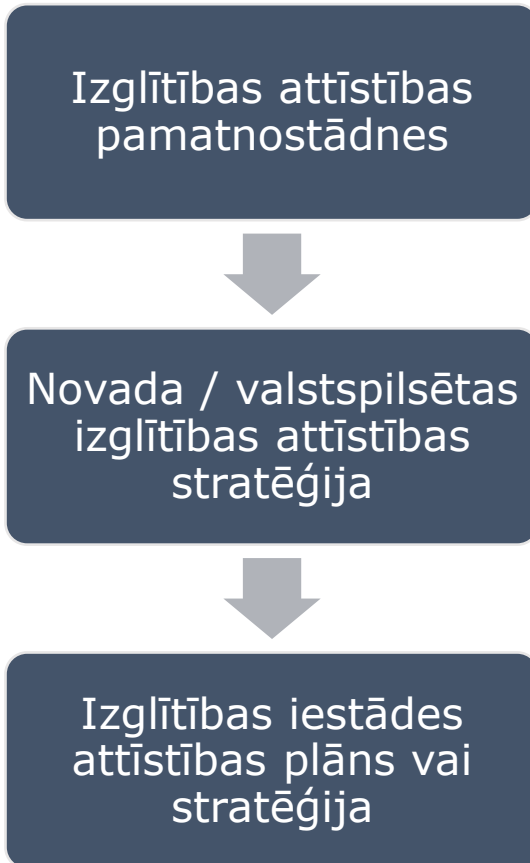 Izglītības attīstības
pamatnostādnes
Novada / valstspilsētas
izglītības attīstības
stratēģija
Izglītības iestādes
attīstības plāns vai
stratēģija